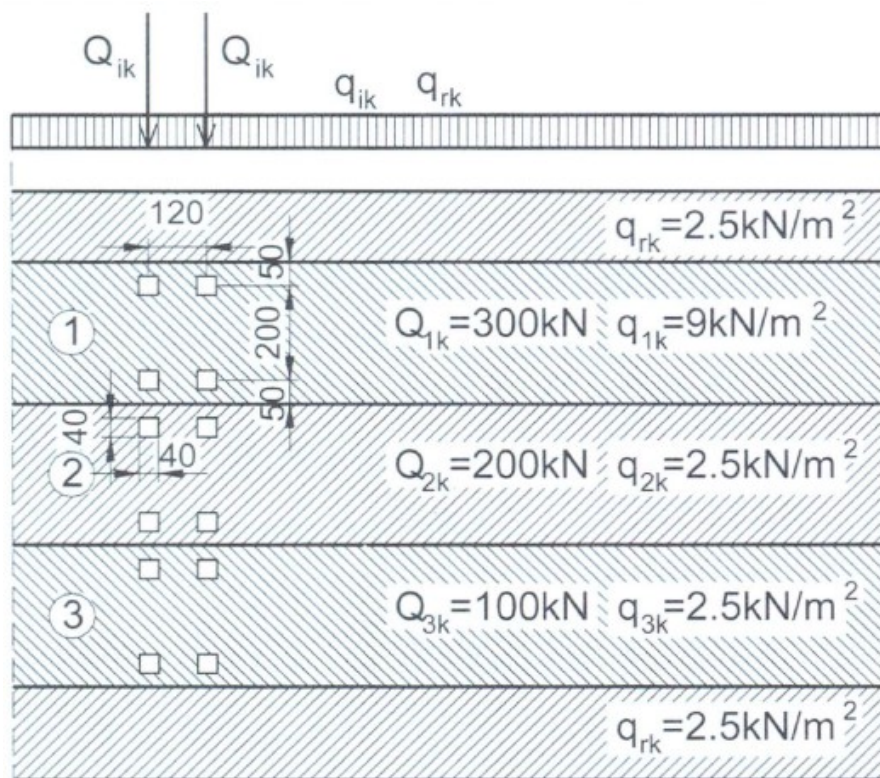 Q_ik Q_ik
q_ik q_rk
120
q_rk=2.5kN/m²
50
1
200
Q_1k=300kN q_1k=9kN/m²
50
40
2
40
Q_2k=200kN q_2k=2.5kN/m²
3
Q_3k=100kN q_3k=2.5kN/m²
q_rk=2.5kN/m²